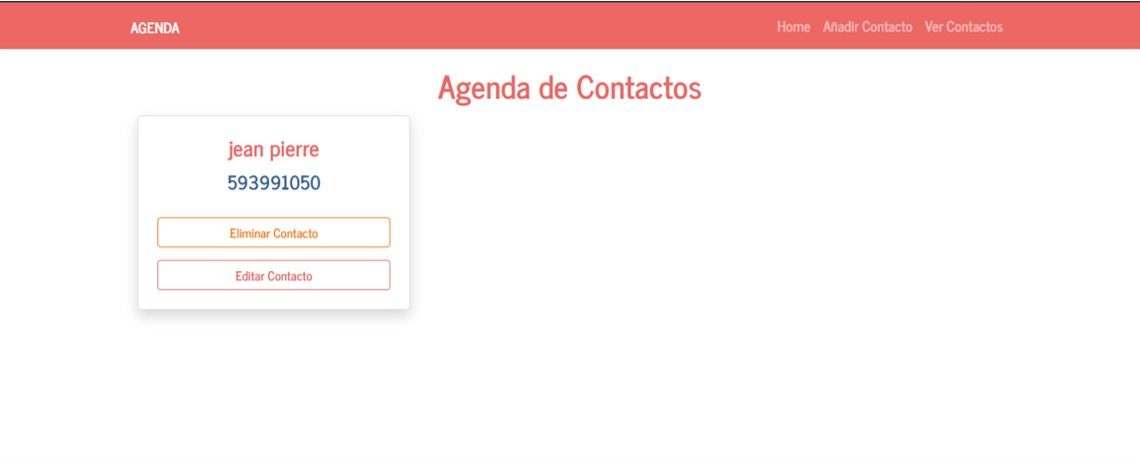 AGENDA
Home Añadir Contacto Ver Contactos
Agenda de Contactos
jean pierre
593991050
Eliminar Contacto
Editar Contacto